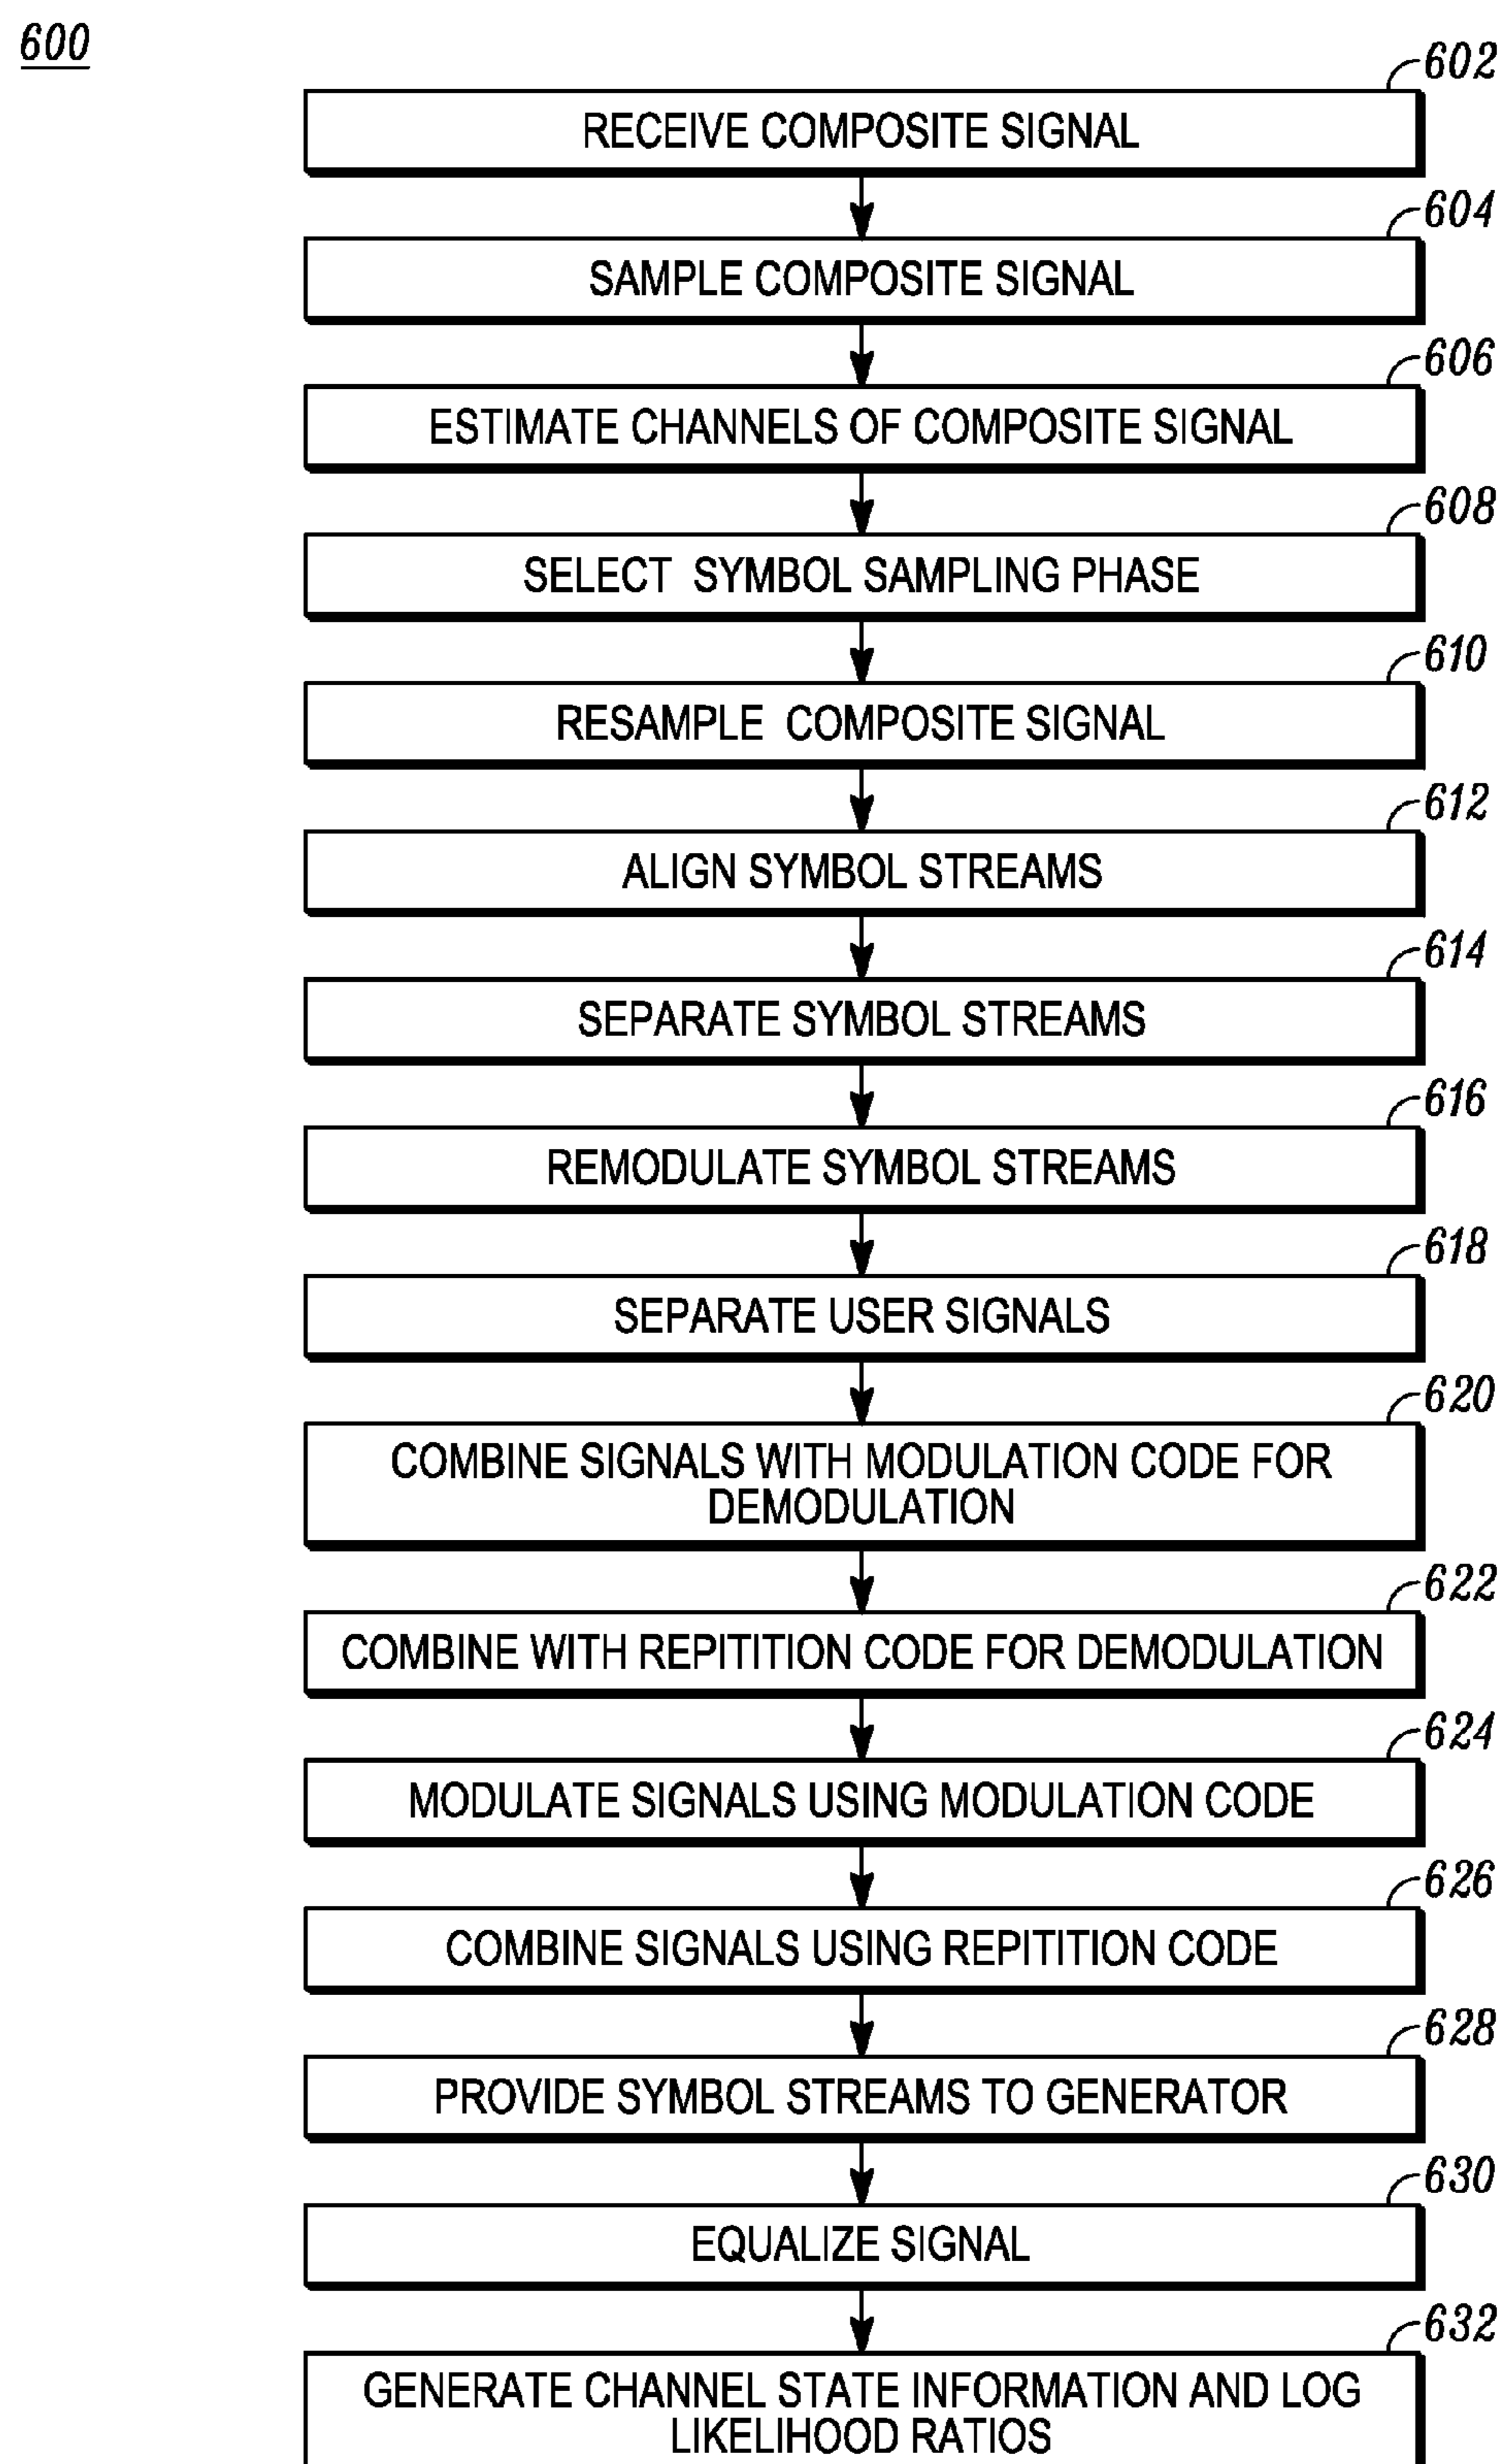 600
602
RECEIVE COMPOSITE SIGNAL
604
SAMPLE COMPOSITE SIGNAL
606
ESTIMATE CHANNELS OF COMPOSITE SIGNAL
608
SELECT SYMBOL SAMPLING PHASE
610
RESAMPLE COMPOSITE SIGNAL
612
ALIGN SYMBOL STREAMS
614
SEPARATE SYMBOL STREAMS
616
REMODULATE SYMBOL STREAMS
618
SEPARATE USER SIGNALS
620
COMBINE SIGNALS WITH MODULATION CODE FOR
DEMODULATION
622
COMBINE WITH REPITITION CODE FOR DEMODULATION
624
MODULATE SIGNALS USING MODULATION CODE
626
COMBINE SIGNALS USING REPITITION CODE
628
PROVIDE SYMBOL STREAMS TO GENERATOR
630
EQUALIZE SIGNAL
632
GENERATE CHANNEL STATE INFORMATION AND LOG
LIKELIHOOD RATIOS